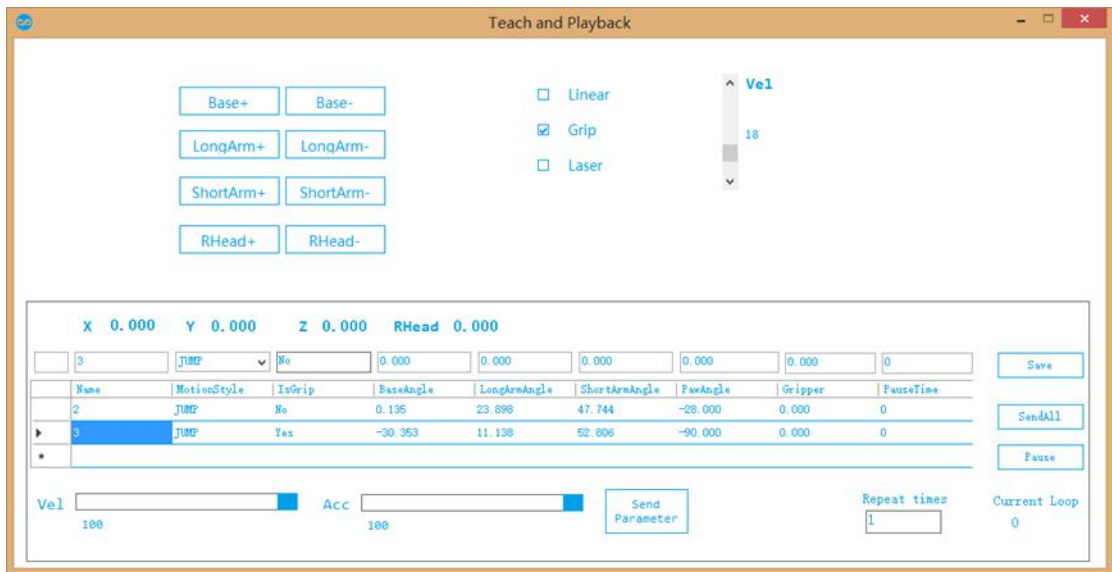 Teach and Playback
Base+ Base-
LongArm+ LongArm-
ShortArm+ ShortArm-
RHead+ RHead-
Linear
Grip
Laser
Vel
18
X 0.000 Y 0.000 Z 0.000 RHead 0.000
3 JUMP No 0.000 0.000 0.000 0.000 0.000 0 Save
Name MotionStyle IsGrip BaseAngle LongArmAngle ShortArmAngle PawAngle Gripper PauseTime
2 JUMP No 0.135 23.898 47.744 -28.000 0.000 0 SendAll
3 JUMP Yes -30.353 11.138 52.606 -90.000 0.000 0
Pause
Vel 100 Acc 100 Send Parameter Repeat times 1 Current Loop 0